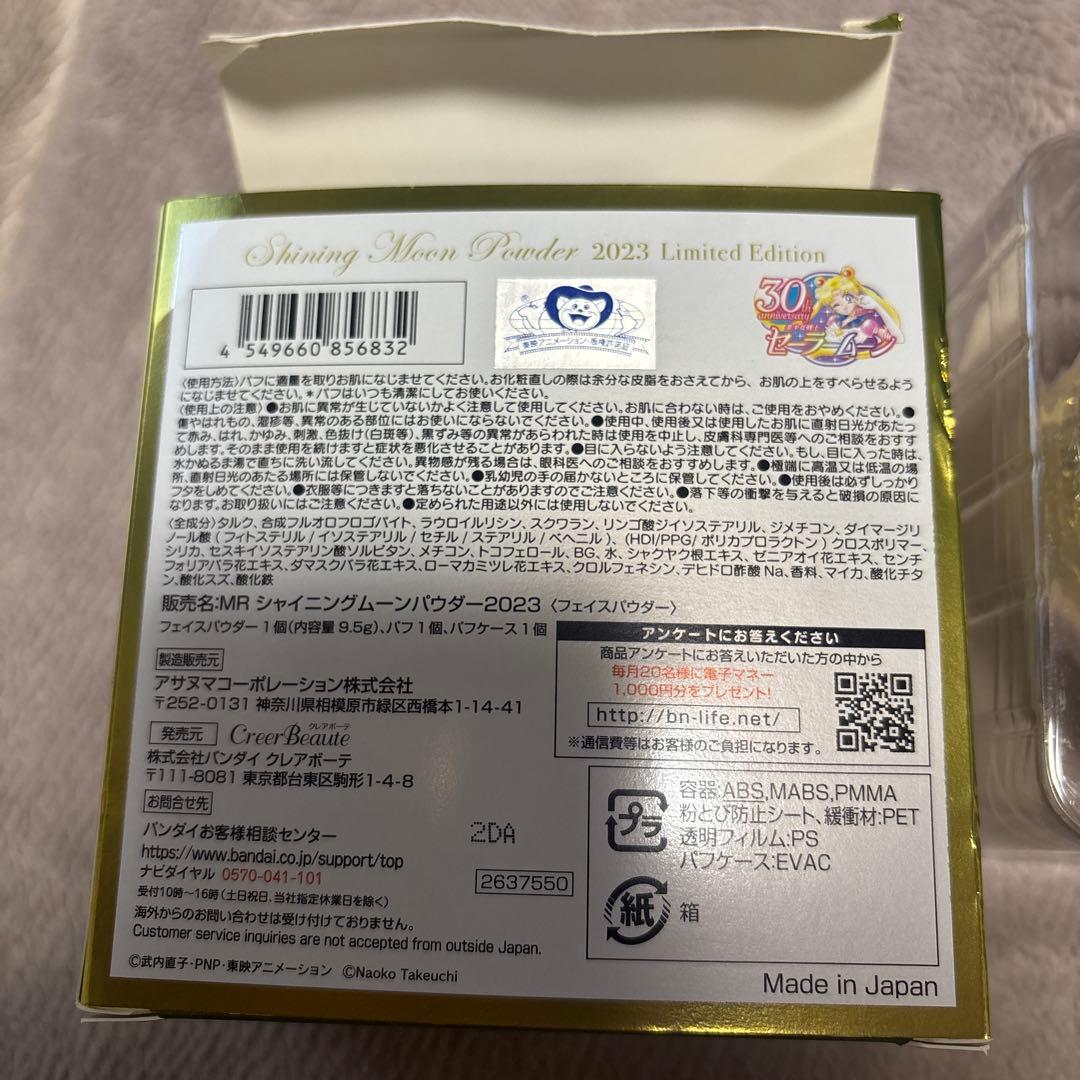 Shining Moon Powder 2023 Limited Edition
4 549660 856832
東映アニメーション・版権許諾証
30th
anniversary
美少女戦士
セーラームーン
〈使用方法〉パフに適量を取りお肌になじませてください。お化粧直しの際は余分な皮脂をおさえてから、お肌の上をすべらせるよう
になじませてください。＊パフはいつも清潔にしてお使いください。
〈使用上の注意〉●お肌に異常が生じていないかよく注意して使用してください。お肌に合わない時は、ご使用をおやめください。●
傷やはれもの、湿疹等、異常のある部位にはお使いにならないでください。●使用中、使用後又は使用したお肌に直射日光があたっ
て赤み、はれ、かゆみ、刺激、色抜け(白斑等)、黒ずみ等の異常があらわれた時は使用を中止し、皮膚科専門医等へのご相談をおすす
めします。そのまま使用を続けますと症状を悪化させることがあります。●目に入らないよう注意してください。もし、目に入った時は、
水かぬるま湯で直ちに洗い流してください。異物感が残る場合は、眼科医へのご相談をおすすめします。●極端に高温又は低温の場
所、直射日光のあたる場所には保管しないでください。●乳幼児の手の届かないところに保管してください。●使用後は必ずしっかり
フタをしめてください。●衣服等につきますと落ちないことがありますのでご注意ください。●落下等の衝撃を与えると破損の原因に
なります。お取り扱いにはご注意ください。●定められた用途以外には使用しないでください。
〈全成分〉タルク、合成フルオロフロゴパイト、ラウロイルリシン、スクワラン、リンゴ酸ジイソステアリル、ジメチコン、ダイマージリ
ノール酸(フィトステリル/イソステアリル/セチル/ステアリル/ベヘニル)、(HDI/PPG/ポリカプロラクトン)クロスポリマー、
シリカ、セスキイソステアリン酸ソルビタン、メチコン、トコフェロール、BG、水、シャクヤク根エキス、ゼニアオイ花エキス、センチ
フォリアバラ花エキス、ダマスクバラ花エキス、ローマカミツレ花エキス、クロルフェネシン、デヒドロ酢酸Na、香料、マイカ、酸化チタ
ン、酸化スズ、酸化鉄
販売名:MR シャイニングムーンパウダー2023〈フェイスパウダー〉
フェイスパウダー1個(内容量9.5g)、パフ1個、パフケース1個
製造販売元
アサヌマコーポレーション株式会社
〒252-0131 神奈川県相模原市緑区西橋本1-14-41
発売元 クレアボーテ
CreerBeaute
株式会社バンダイ クレアボーテ
〒111-8081 東京都台東区駒形1-4-8
お問合せ先
バンダイお客様相談センター
https://www.bandai.co.jp/support/top
ナビダイヤル 0570-041-101
受付10時〜16時(土日祝日、当社指定休業日を除く)
海外からのお問い合わせは受け付けておりません。
Customer service inquiries are not accepted from outside Japan.
©武内直子・PNP・東映アニメーション ©Naoko Takeuchi
2DA
2637550
アンケートにお答えください
商品アンケートにお答えいただいた方の中から
毎月20名様に電子マネー
1,000円分をプレゼント!
http://bn-life.net/
※通信費等はお客様のご負担になります。
プラ
容器:ABS,MABS,PMMA
粉とび防止シート、緩衝材:PET
透明フィルム:PS
パフケース:EVAC
紙
箱
Made in Japan